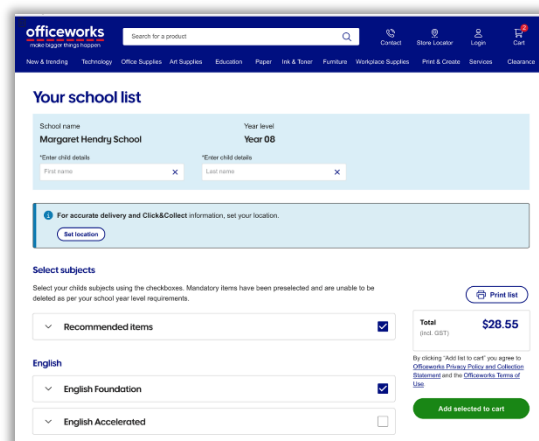 officeworks
make bigger things happen
Search for a product
Contact
Store Locator
Login
2
Cart
New & trending Technology Office Supplies Art Supplies Education Paper Ink & Toner Furniture Workplace Supplies Print & Create Services Clearance
Your school list
School name Year level
Margaret Hendry School Year 08
*Enter child details *Enter child details
First name Last name
For accurate delivery and Click&Collect information, set your location.
Set location
Select subjects
Select your childs subjects using the checkboxes. Mandatory items have been preselected and are unable to
be deleted as per your school year level requirements.
Print list
Recommended items
Total $28.55
(incl. GST)
By clicking "Add list to cart" you agree to
Officeworks Privacy Policy and Collection
Statement and the Officeworks Terms of
Use
English
English Foundation
Add selected to cart
English Accelerated